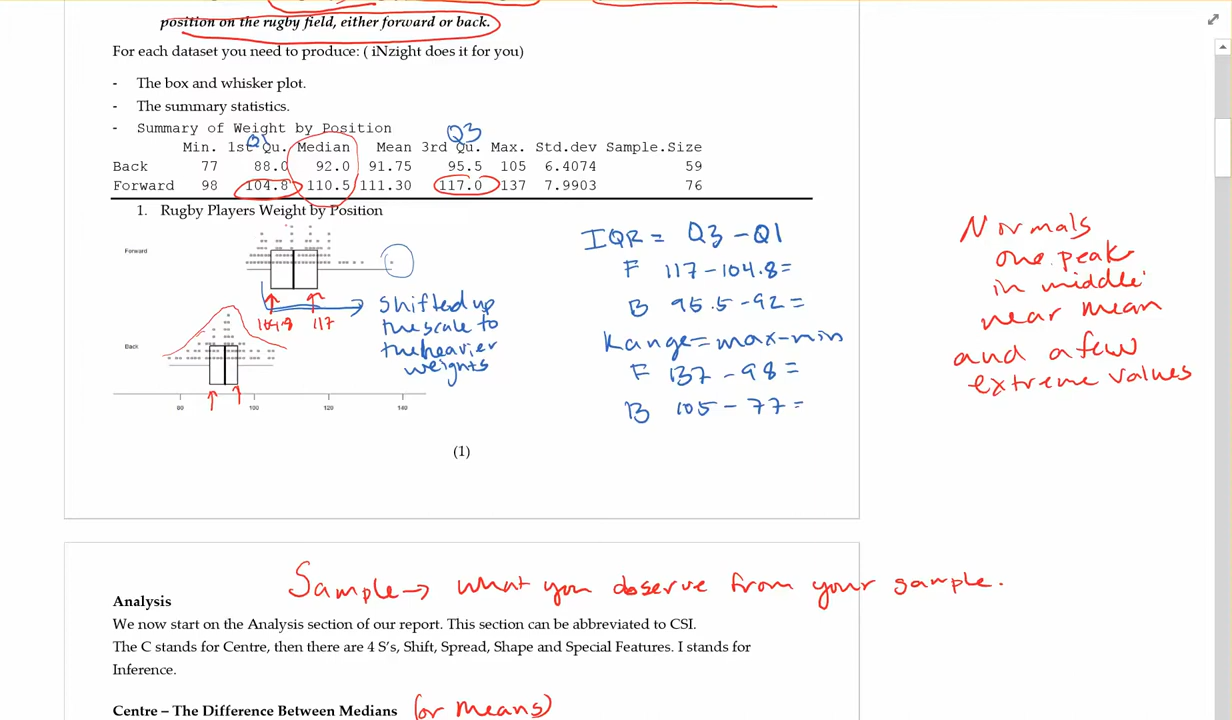 position on the rugby field, either forward or back.
For each dataset you need to produce: ( iNzight does it for you)
- The box and whisker plot.
- The summary statistics.
- Summary of Weight by Position
Q1 Q3
Min. 1st Qu. Median Mean 3rd Qu. Max. Std.dev Sample.Size
Back 77 88.0 92.0 91.75 95.5 105 6.4074 59
Forward 98 104.8 110.5 111.30 117.0 137 7.9903 76
1. Rugby Players Weight by Position
Forward
104.8 117
Shifted up
the scale to
the heavier
weights
Back
80 100 120 140
IQR = Q3 - Q1
F 117 - 104.8 =
B 95.5 - 92 =
Range = max - min
F 137 - 98 =
B 105 - 77 =
Normals
one peak
in middle
near mean
and a few
extreme values
(1)
Sample → what you observe from your sample.
Analysis
We now start on the Analysis section of our report. This section can be abbreviated to CSI.
The C stands for Centre, then there are 4 S's, Shift, Spread, Shape and Special Features. I stands for
Inference.
Centre – The Difference Between Medians (or means)